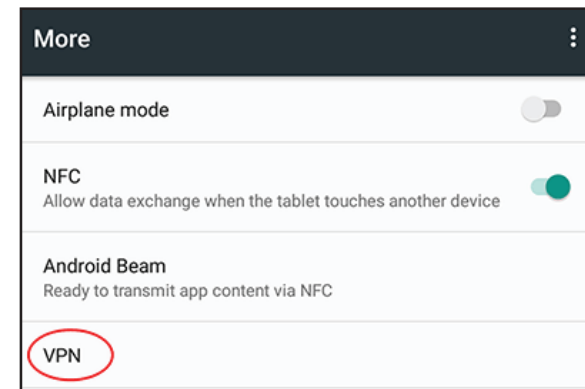 More
Airplane mode
NFC
Allow data exchange when the tablet touches another device
Android Beam
Ready to transmit app content via NFC
VPN